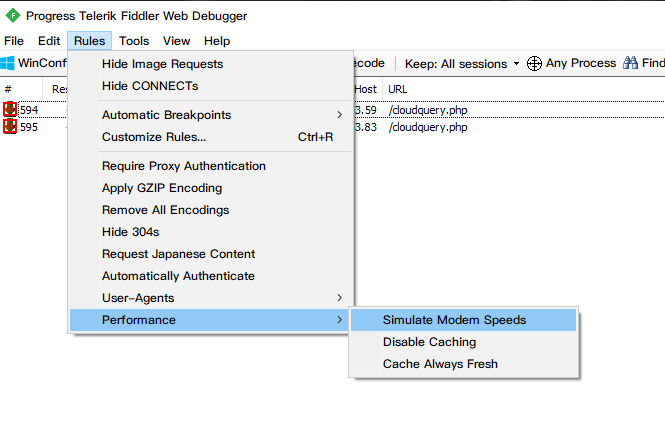 Progress Telerik Fiddler Web Debugger
File Edit Rules Tools View Help
WinConf ecode Keep: All sessions Any Process Find
# Res Host URL
594 3.59 /cloudquery.php
595 3.83 /cloudquery.php
Hide Image Requests
Hide CONNECTs
Automatic Breakpoints
Customize Rules... Ctrl+R
Require Proxy Authentication
Apply GZIP Encoding
Remove All Encodings
Hide 304s
Request Japanese Content
Automatically Authenticate
User-Agents
Performance
Simulate Modem Speeds
Disable Caching
Cache Always Fresh